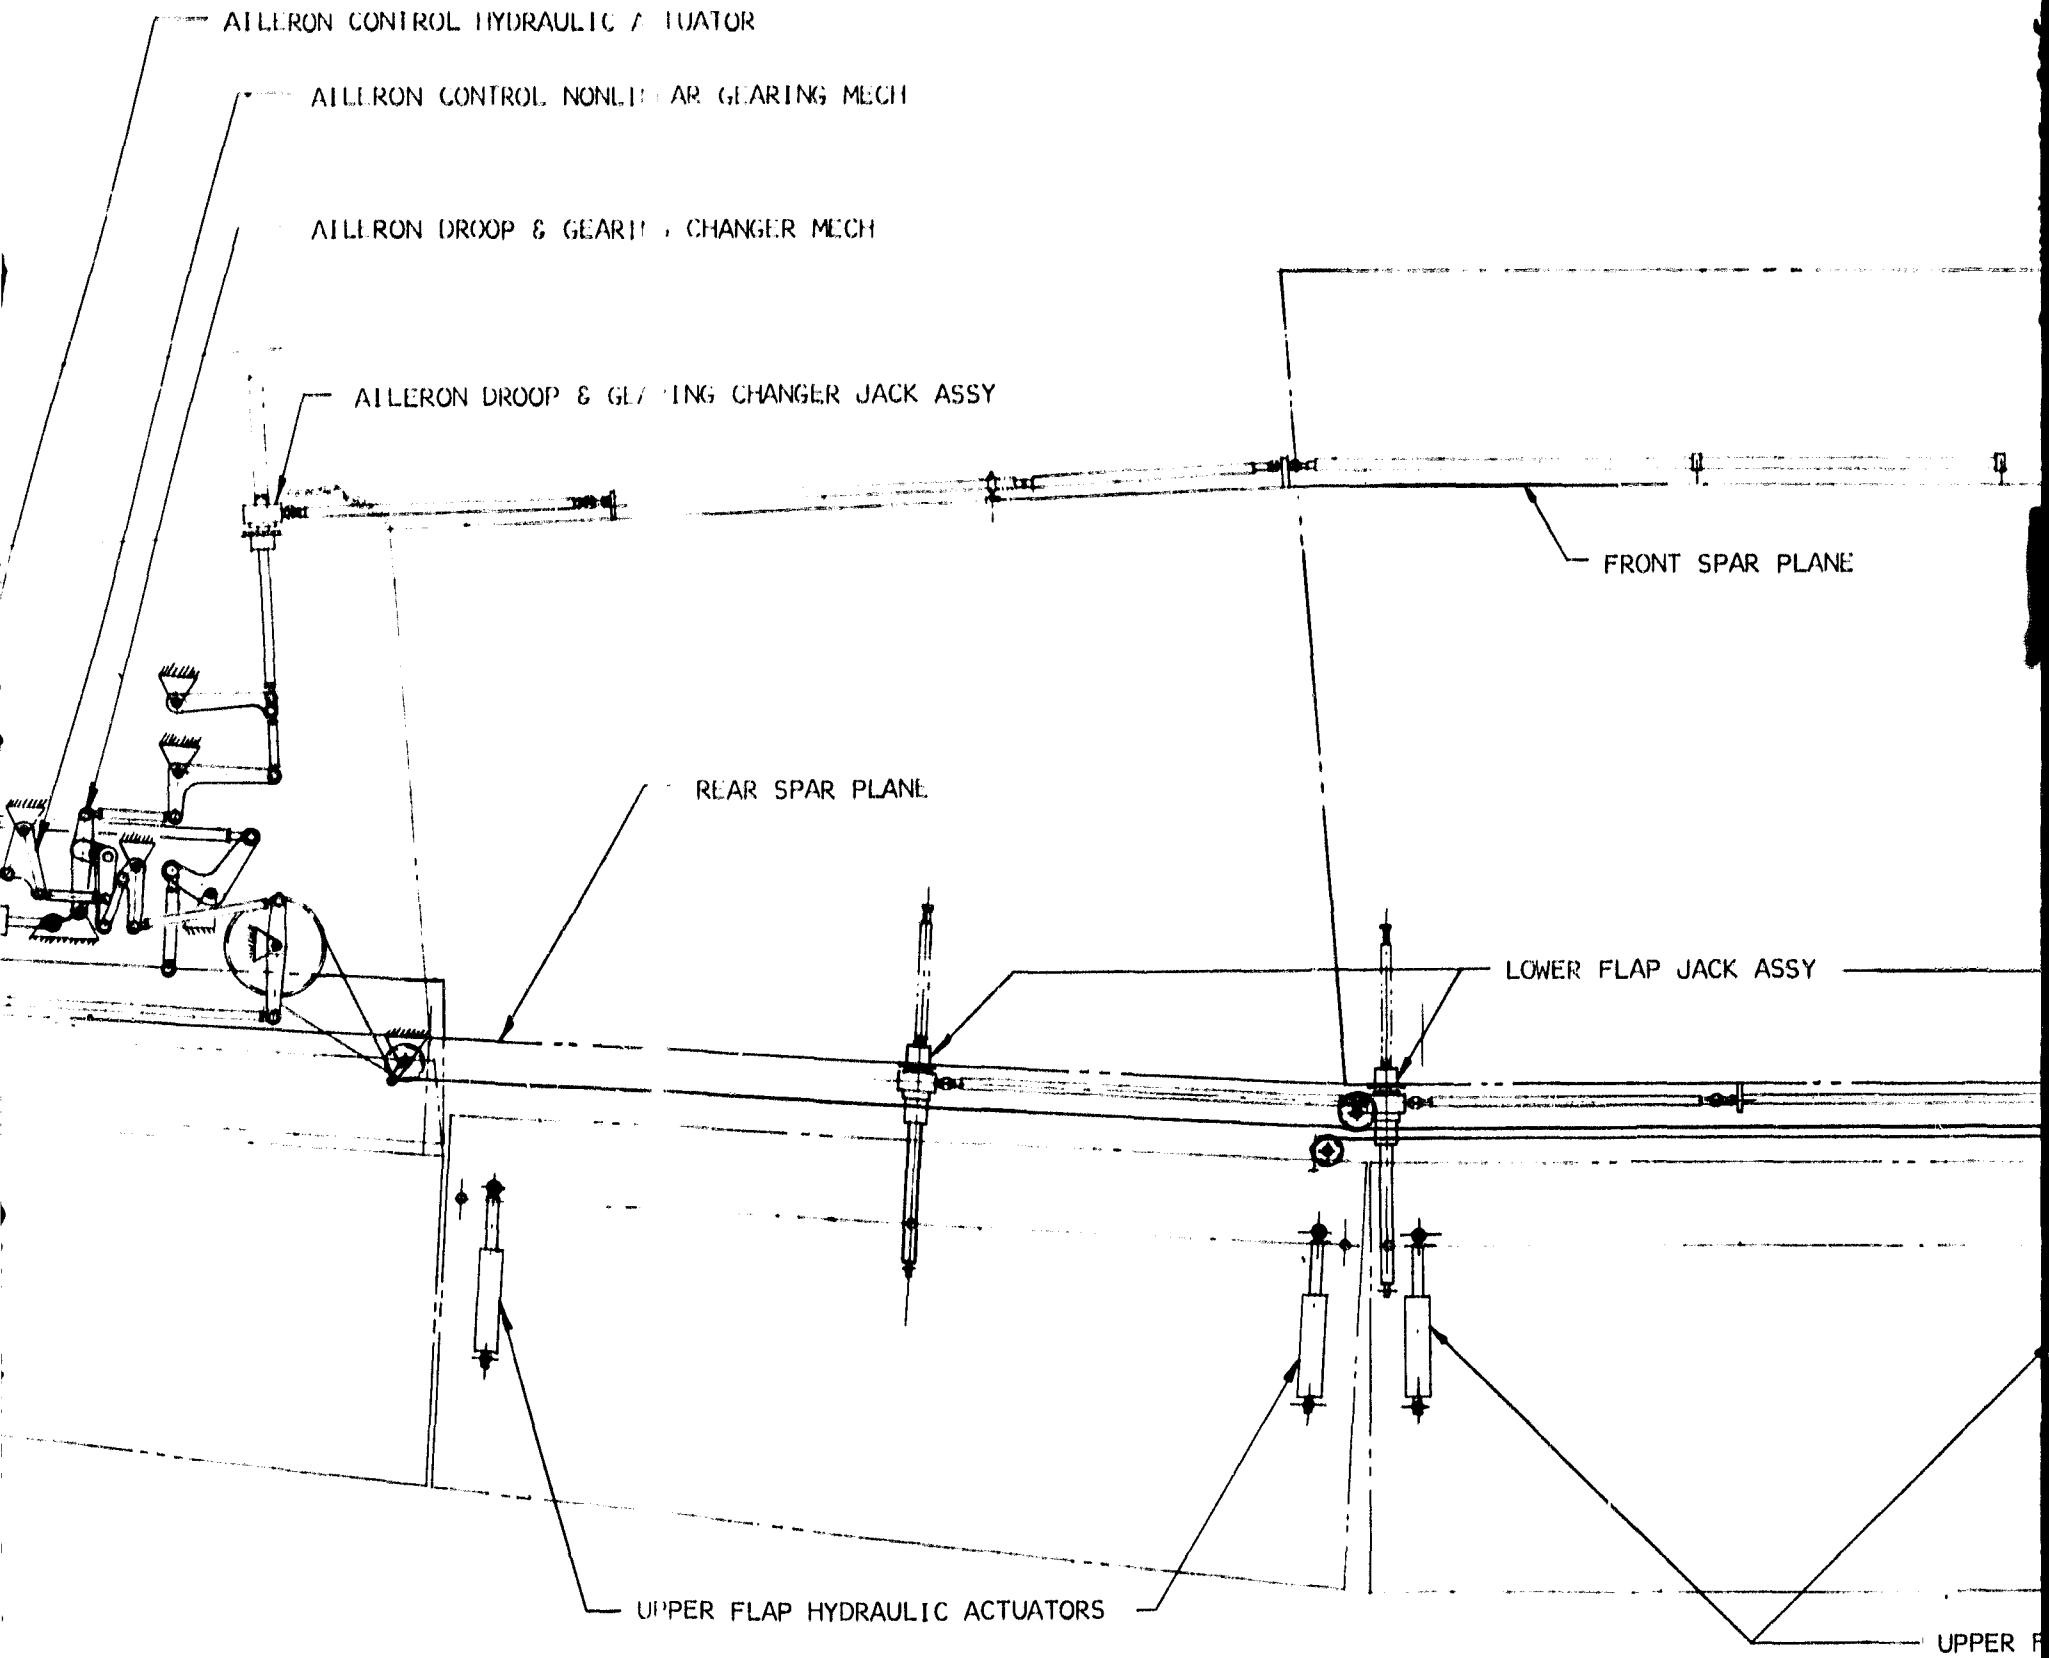 AILERON CONTROL HYDRAULIC
AILERON CONTROL GEARING MECH
AILERON DROOP & CHANGER MECH
AILERON DROOP & CHANGER JACK ASSY
FRONT SPAR PLANE
REAR SPAR PLANE
LOWER FLAP JACK ASSY
UPPER FLAP HYDRAULIC ACTUATORS
UPPER